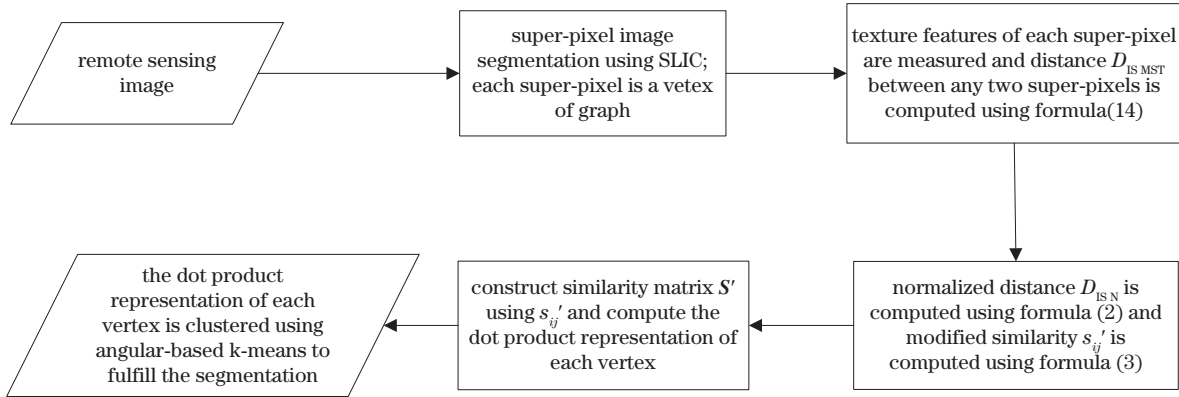 remote sensing
image
super-pixel image
segmentation using SLIC;
each super-pixel is a vetex
of graph
texture features of each super-pixel
are measured and distance D_IS MST
between any two super-pixels is
computed using formula(14)
normalized distance D_IS N is
computed using formula (2) and
modified similarity s_ij′ is
computed using formula (3)
construct similarity matrix S′
using s_ij′ and compute the
dot product representation of
each vertex
the dot product
representation of each
vertex is clustered using
angular-based k-means to
fulfill the segmentation